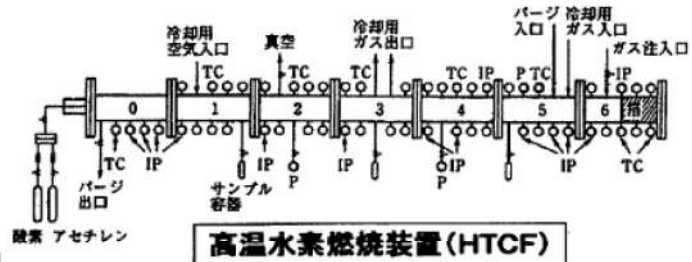 冷却用
空気入口
真空
冷却用
ガス出口
パージ
入口
冷却用
ガス入口
ガス注入口
TC
TC
TC
TC
IP
P
TC
IP
0
1
2
3
4
5
6
TC
IP
IP
P
IP
P
IP
IP
TC
パージ
出口
サンプル
容器
酸素 アセチレン
高温水素燃焼装置(HTCF)